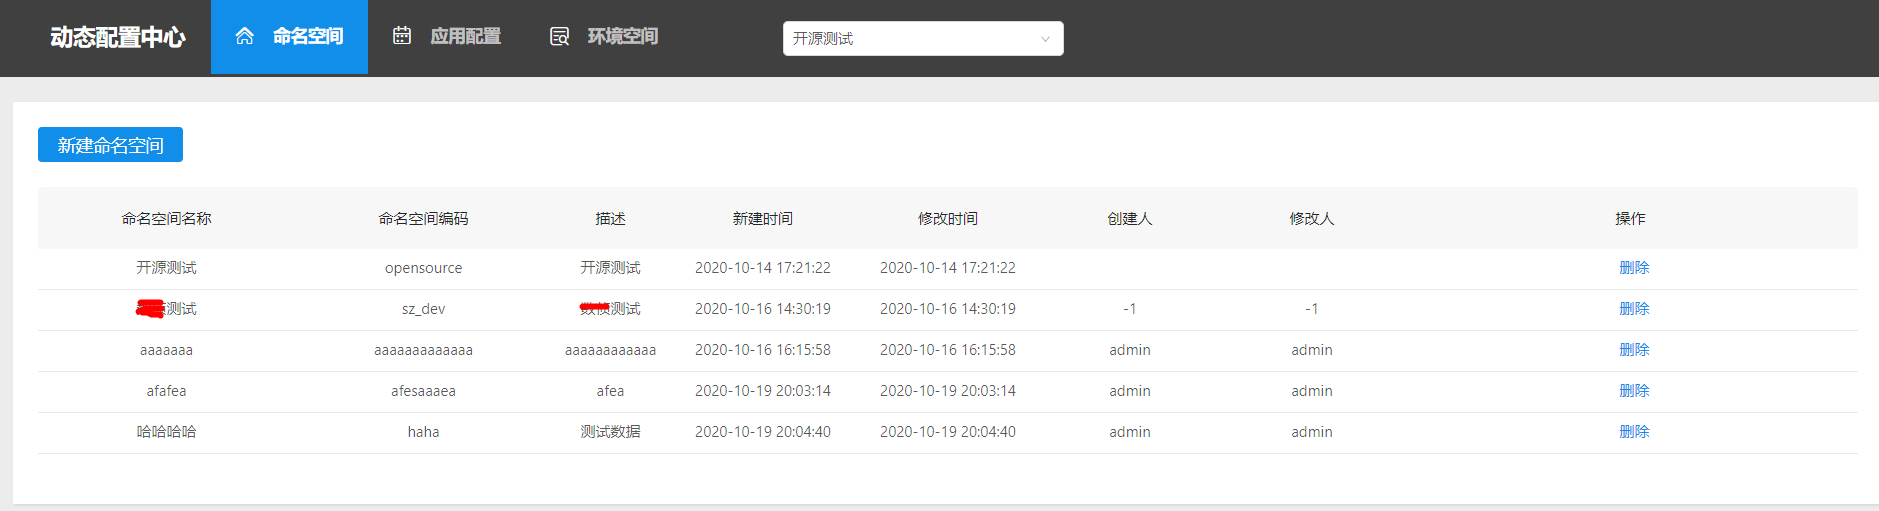 动态配置中心 命名空间 应用配置 环境空间 开源测试
新建命名空间
命名空间名称 命名空间编码 描述 新建时间 修改时间 创建人 修改人 操作
开源测试 opensource 开源测试 2020-10-14 17:21:22 2020-10-14 17:21:22 删除
测试 sz_dev 测试 2020-10-16 14:30:19 2020-10-16 14:30:19 -1 -1 删除
aaaaaaa aaaaaaaaaaaaa aaaaaaaaaaaa 2020-10-16 16:15:58 2020-10-16 16:15:58 admin admin 删除
afafea afesaaaea afea 2020-10-19 20:03:14 2020-10-19 20:03:14 admin admin 删除
哈哈哈哈 haha 测试数据 2020-10-19 20:04:40 2020-10-19 20:04:40 admin admin 删除